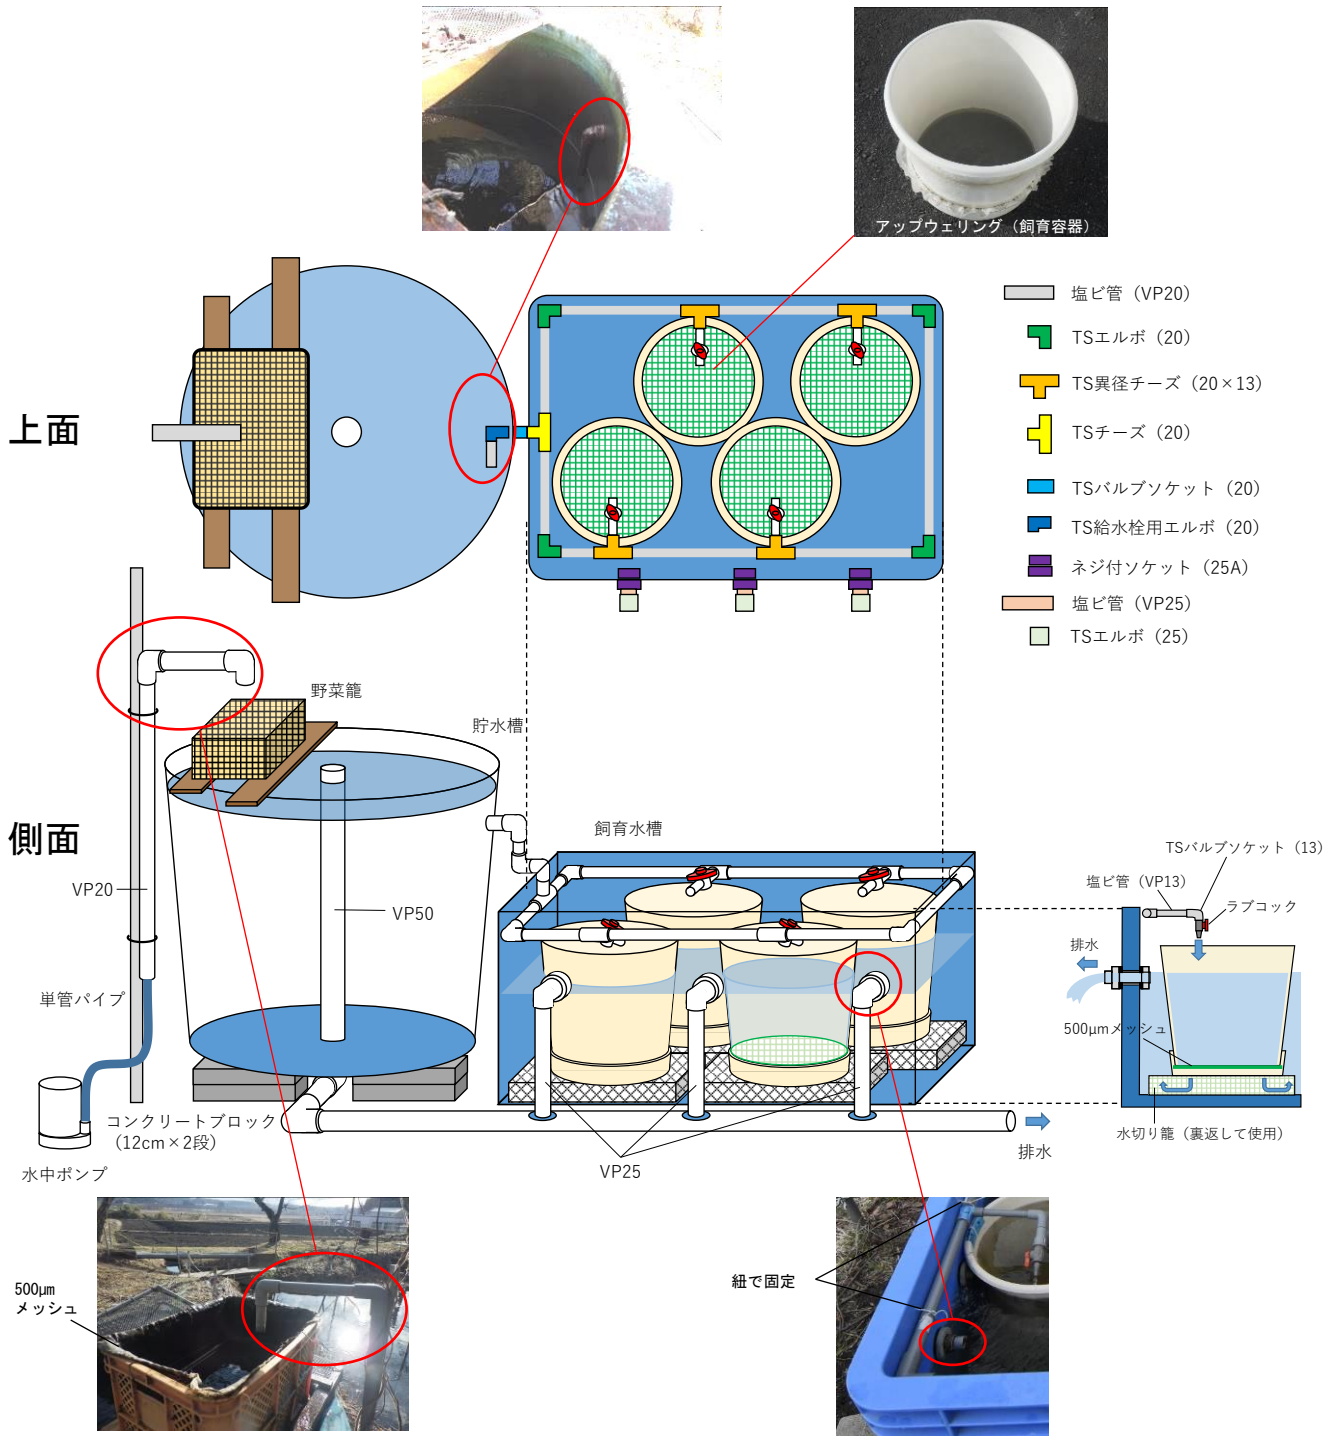 アップウェリング（飼育容器）
上面
塩ビ管（VP20）
TSエルボ（20）
TS異径チーズ（20×13）
TSチーズ（20）
TSバルブソケット（20）
TS給水栓用エルボ（20）
ネジ付ソケット（25A）
塩ビ管（VP25）
TSエルボ（25）
側面
野菜籠
貯水槽
飼育水槽
VP20
VP50
単管パイプ
コンクリートブロック
（12cm×2段）
水中ポンプ
VP25
排水
TSバルブソケット（13）
塩ビ管（VP13）
ラブコック
排水
500μmメッシュ
水切り籠（裏返して使用）
500μm
メッシュ
紐で固定